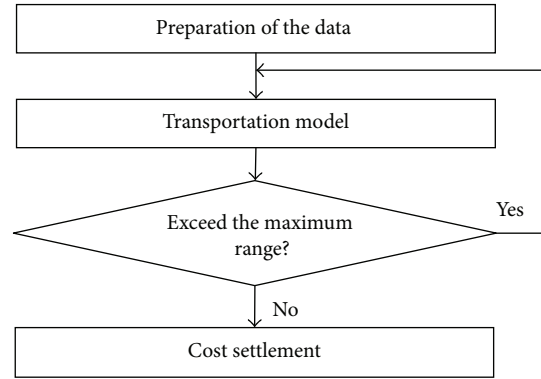 Preparation of the data
Transportation model
Exceed the maximum
range?
Yes
No
Cost settlement